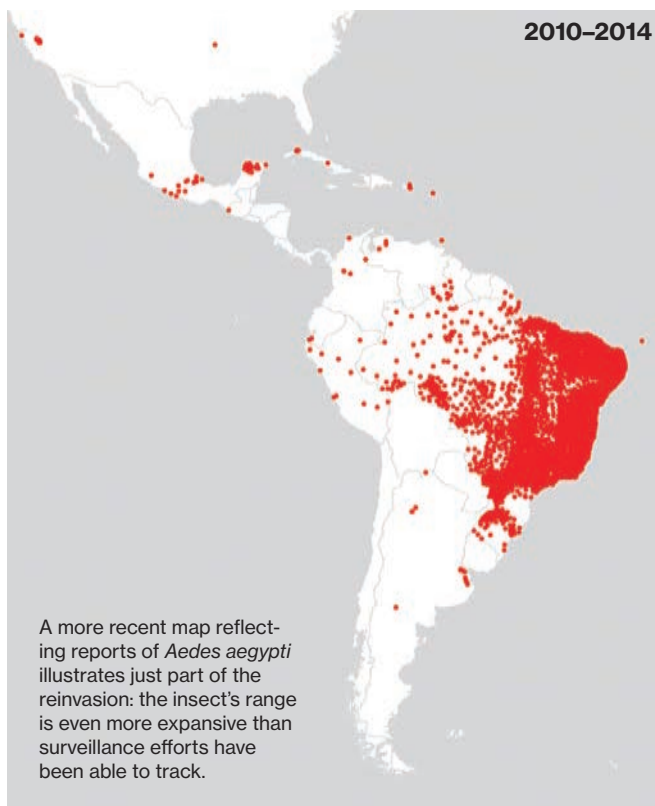 2010–2014
A more recent map reflect-
ing reports of Aedes aegypti
illustrates just part of the
reinvasion: the insect's range
is even more expansive than
surveillance efforts have
been able to track.